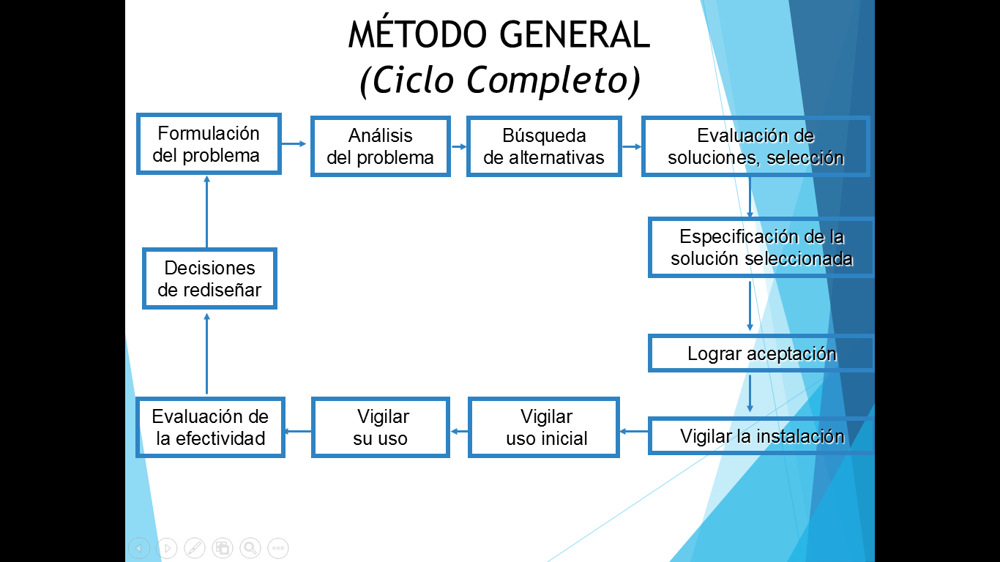 MÉTODO GENERAL
(Ciclo Completo)
Formulación
del problema
Análisis
del problema
Búsqueda
de alternativas
Evaluación de
soluciones, selección
Especificación de la
solución seleccionada
Lograr aceptación
Vigilar la instalación
Vigilar
uso inicial
Vigilar
su uso
Evaluación de
la efectividad
Decisiones
de rediseñar